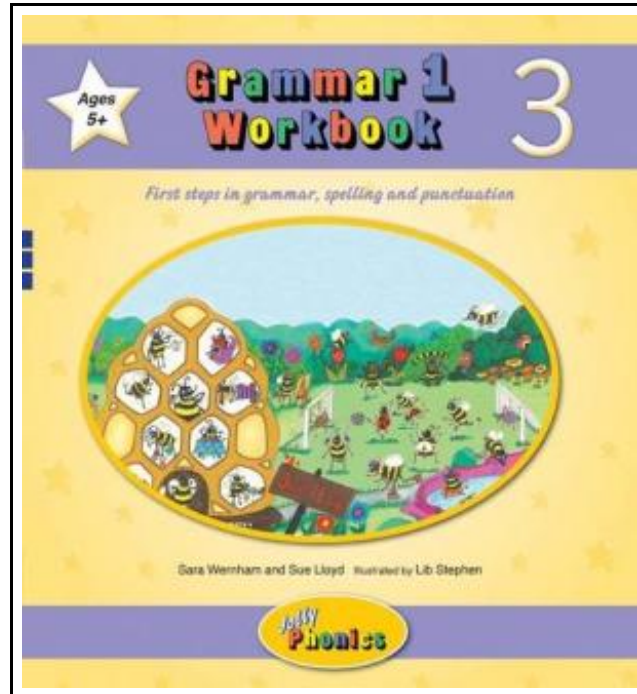 Ages
5+
Grammar 1
Workbook
3
First steps in grammar, spelling and punctuation
Sara Wernham and Sue Lloyd Illustrated by Lib Stephen
Jolly
Phonics